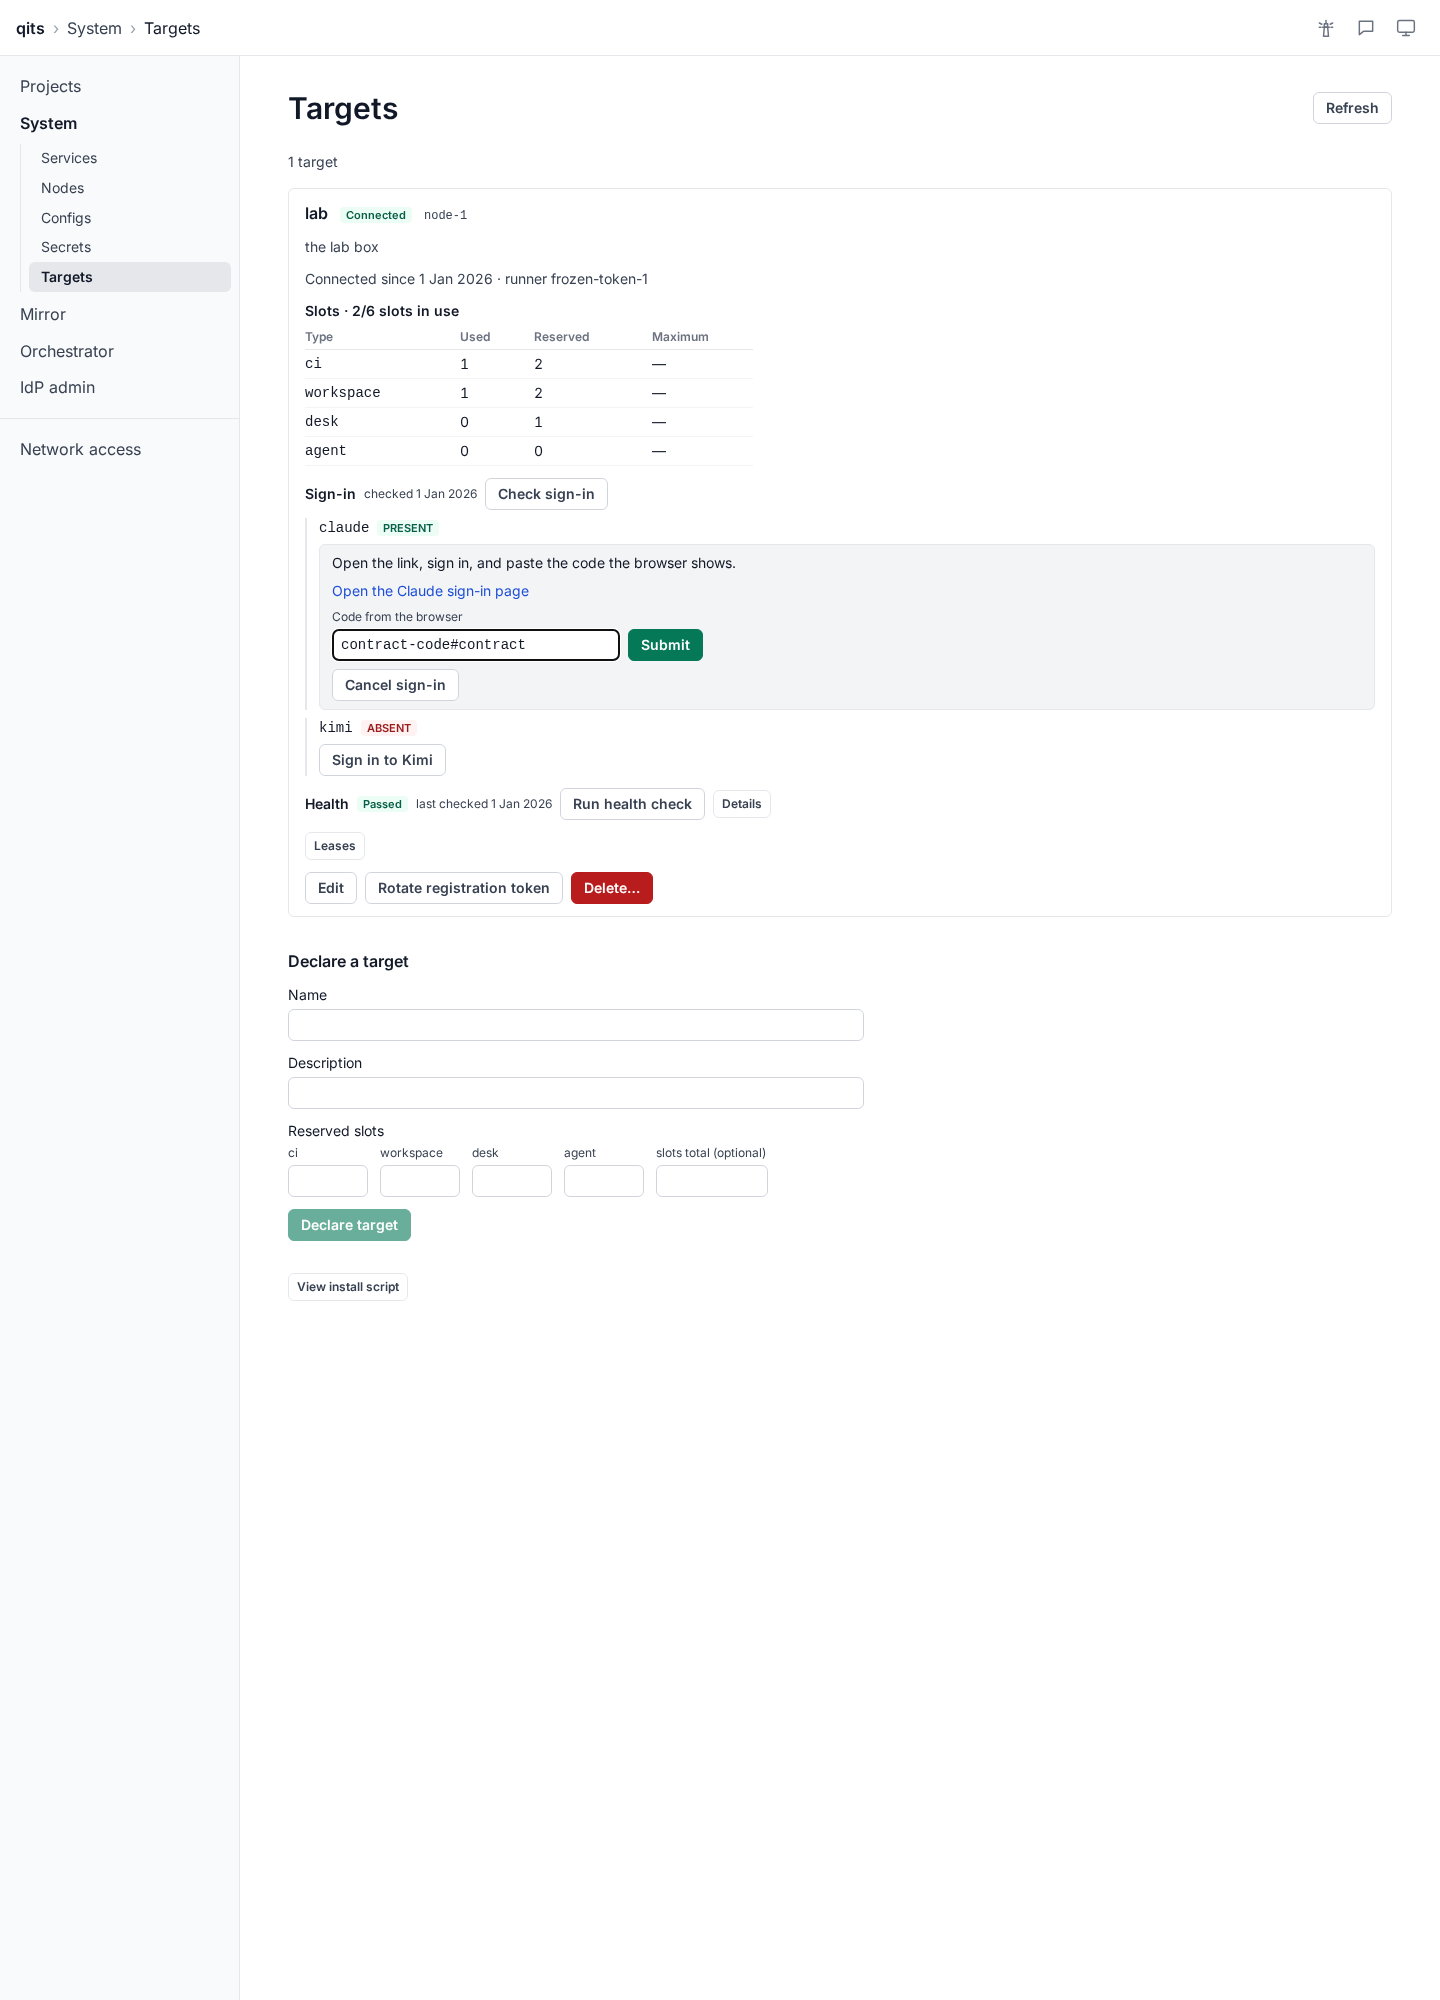 qits › System › Targets
Projects
System
Services
Nodes
Configs
Secrets
Targets
Mirror
Orchestrator
IdP admin
Network access
Targets
Refresh
1 target
lab Connected node-1
the lab box
Connected since 1 Jan 2026 · runner frozen-token-1
Slots · 2/6 slots in use
Type Used Reserved Maximum
ci 1 2 —
workspace 1 2 —
desk 0 1 —
agent 0 0 —
Sign-in checked 1 Jan 2026 Check sign-in
claude PRESENT
Open the link, sign in, and paste the code the browser shows.
Open the Claude sign-in page
Code from the browser
contract-code#contract Submit
Cancel sign-in
kimi ABSENT
Sign in to Kimi
Health Passed last checked 1 Jan 2026 Run health check Details
Leases
Edit Rotate registration token Delete...
Declare a target
Name
Description
Reserved slots
ci workspace desk agent slots total (optional)
Declare target
View install script